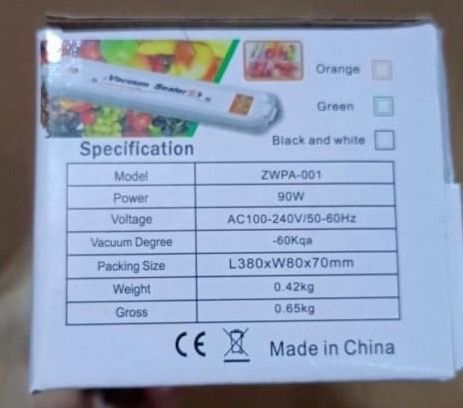 Vacuum Sealer
Orange
Green
Black and white
Specification
Model ZWPA-001
Power 90W
Voltage AC100-240V/50-60Hz
Vacuum Degree -60Kqa
Packing Size L380xW80x70mm
Weight 0.42kg
Gross 0.65kg
CE Made in China